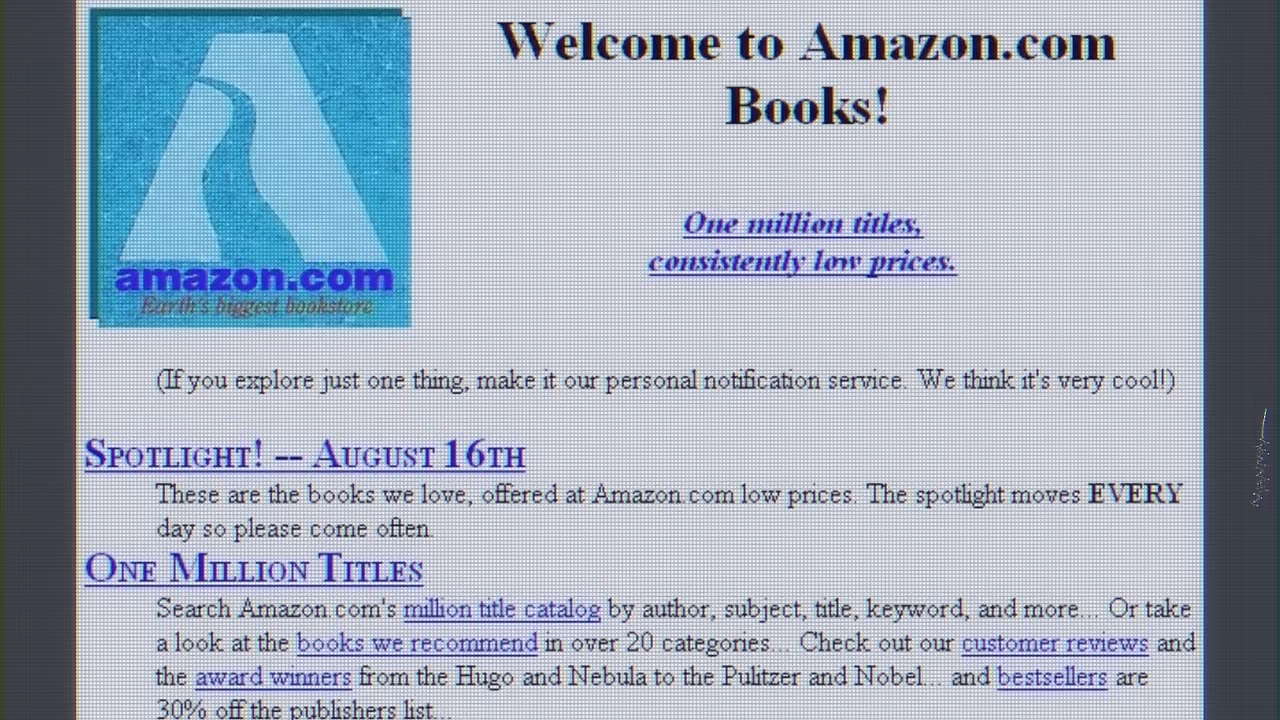 Welcome to Amazon.com
Books!
One million titles,
consistently low prices.
amazon.com
Earth's biggest bookstore
(If you explore just one thing, make it our personal notification service. We think it's very cool!)
SPOTLIGHT! -- AUGUST 16TH
These are the books we love, offered at Amazon.com low prices. The spotlight moves EVERY
day so please come often.
ONE MILLION TITLES
Search Amazon.com's million title catalog by author, subject, title, keyword, and more... Or take
a look at the books we recommend in over 20 categories... Check out our customer reviews and
the award winners from the Hugo and Nebula to the Pulitzer and Nobel... and bestsellers are
30% off the publishers list...